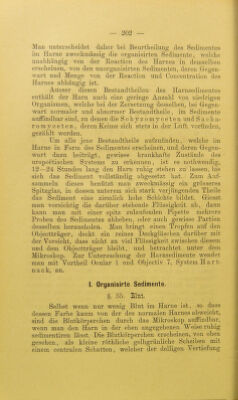 — 202 —
Man unterscheidet daher bei Beurtheilung des Sedimentes
im Harne zweckmässig die organisirten Sedimente, welche
unabhängig von der Reaction des Harnes in demselben
erscheinen, von den unorganisirten Sedimenten, deren Gegen-
wart und Menge von der Reaction und Concentration des
Harnes abhängig ist.
Ausser diesen Bestandtheilen des Harnsedimentes
enthält der Harn auch eine geringe Anzahl von niedrigen
Organismen, welche bei der Zersetzung desselben, bei Gegen-
wart normaler und abnormer Bestandtheile, im Sedimente
auffindbar sind, zu denen die Schyzomyceten und Sacha-
romyceten, deren Keime sich stets in der Luft vorfinden,
gezählt werden.
Um alle jene Bestandtheile aufzufinden, welche im
Harne in Form des Sedimentes erscheinen, und deren Gegen-
wart dazu beiträgt, gewisse krankhafte Zustände des
uropoëtischen Systems zu erkennen, ist es nothwendig,
12—24 Stunden lang den Harn ruhig stehen zu lassen, bis
sich das Sediment vollständig abgesetzt hat. Zum An-
sammeln dieses benützt man zweckmässig ein grösseres
Spitzglas, in dessen unterem sich stark verjüngenden Theile
das Sediment eine ziemlich hohe Schichte bildet. Giesst
man vorsichtig die darüber stehende Flüssigkeit ab, dann
kann man mit einer spitz zulaufenden Pipette mehrere
Proben des Sedimentes abheben, oder auch gewisse Partien
desselben herausholen. Man bringt einen Tropfen auf den
Objectträger, deckt ein reines Deckgläschen darüber mit
der Vorsicht, dass nicht zu viel Flüssigkeit zwischen diesem
und dem Objectträger bleibt, und betrachtet unter dem
Mikroskop. Zur Untersuchung der Harnsedimente wendet
man mit Vortheil Ocular 1 und Objectiv 7, System Hart-
nack, an.
I. Organisirte Sedimente.
§. 55. Blut.
Selbst wenn nur wenig Blut im Harne ist, so dass
dessen Farbe kaum von der des normalen Harnes abweicht,
sind die Blutkörperchen durch das Mikroskop auffindbar,
wenn man den Harn in der eben angegebenen Weise ruhig
sedimentiren lässt. Die Blutkörperchen erscheinen, von oben
gesehen, als kleine röthliche gelbgrünliche Scheiben mit
einem centralen Schatten, welcher der delligen Vertiefung